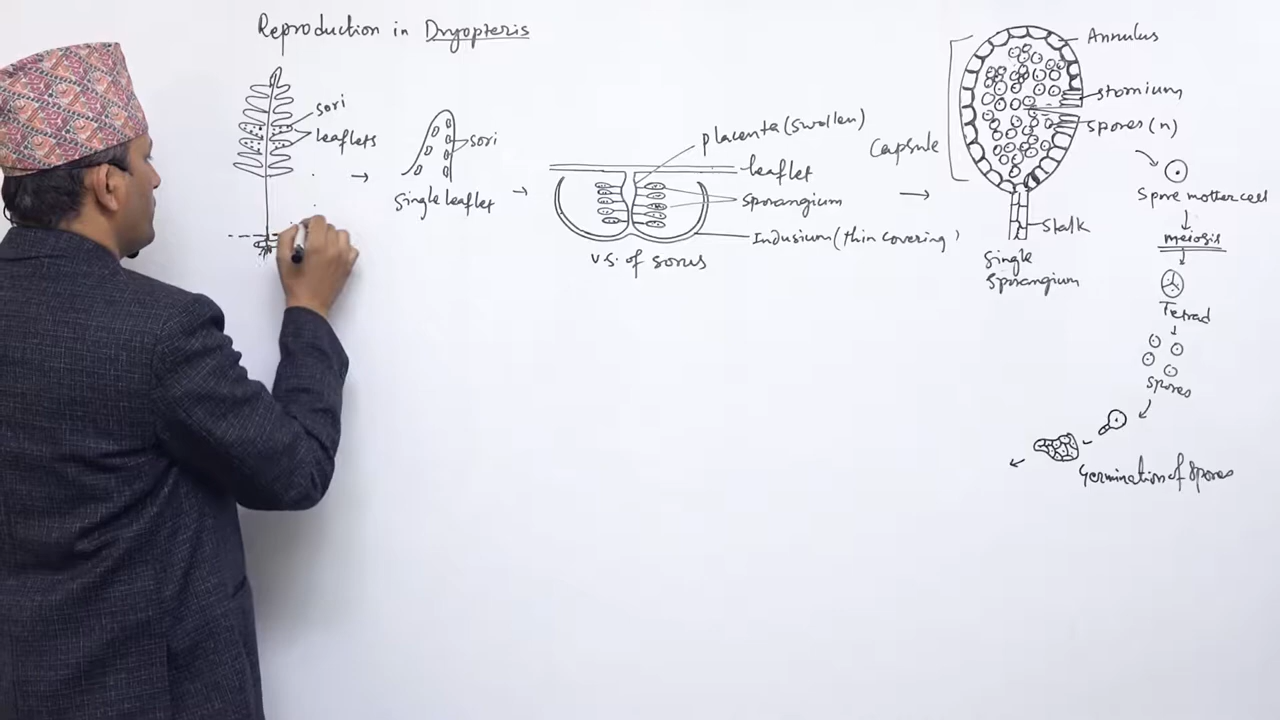 Reproduction in Dryopteris
sori
leaflets
sori
Single leaflet
placenta (swollen)
leaflet
sporangium
Indusium (thin covering)
V.S. of sorus
Capsule
Annulus
stomium
spores (n)
Stalk
Single
Sporangium
Spore mother cell
meiosis
Tetrad
Spores
Germination of Spores